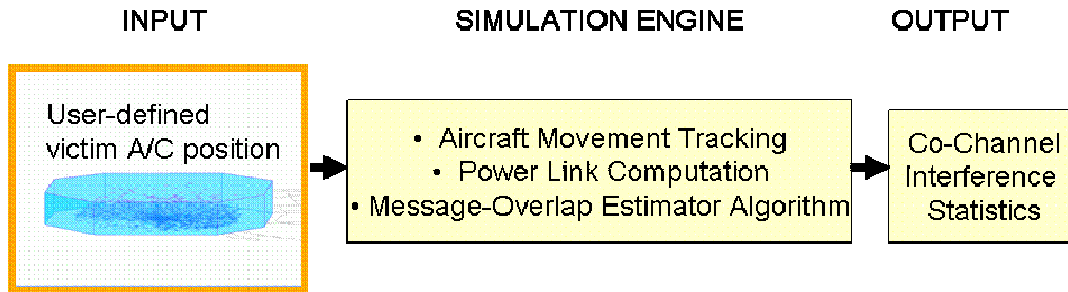 INPUT
SIMULATION ENGINE
OUTPUT
User-defined
victim A/C position
• Aircraft Movement Tracking
• Power Link Computation
• Message-Overlap Estimator Algorithm
Co-Channel
Interference
Statistics